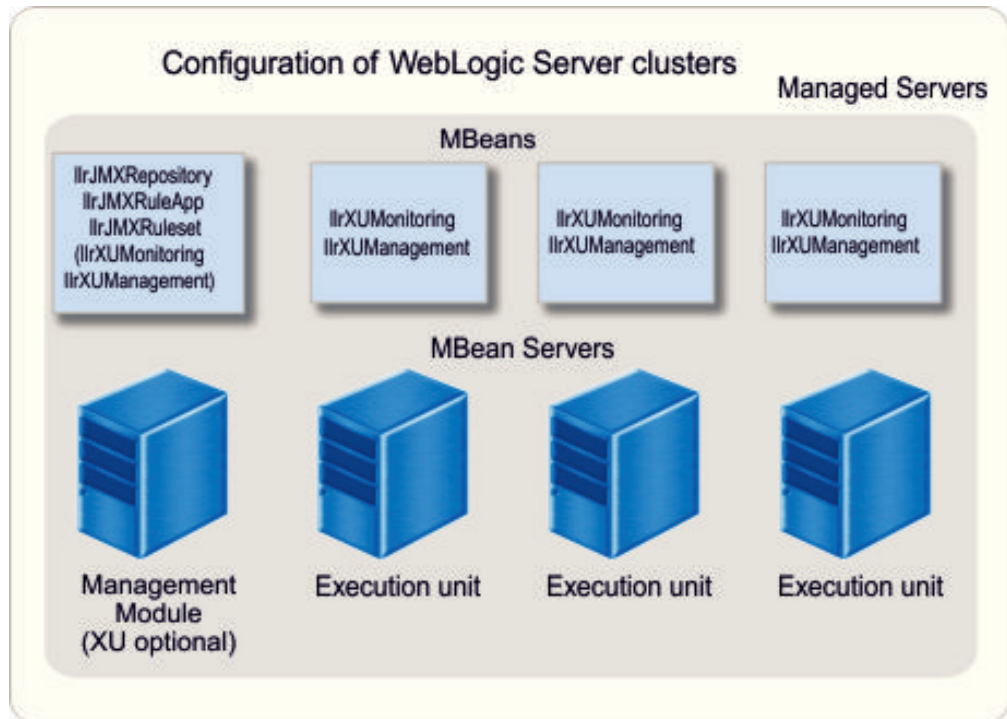 Configuration of WebLogic Server clusters
Managed Servers
MBeans
IlrJMXRepository
IlrJMXRuleApp
IlrJMXRuleset
(IlrXUMonitoring
IlrXUManagement)
IlrXUMonitoring
IlrXUManagement
IlrXUMonitoring
IlrXUManagement
IlrXUMonitoring
IlrXUManagement
MBean Servers
Management
Module
(XU optional)
Execution unit
Execution unit
Execution unit